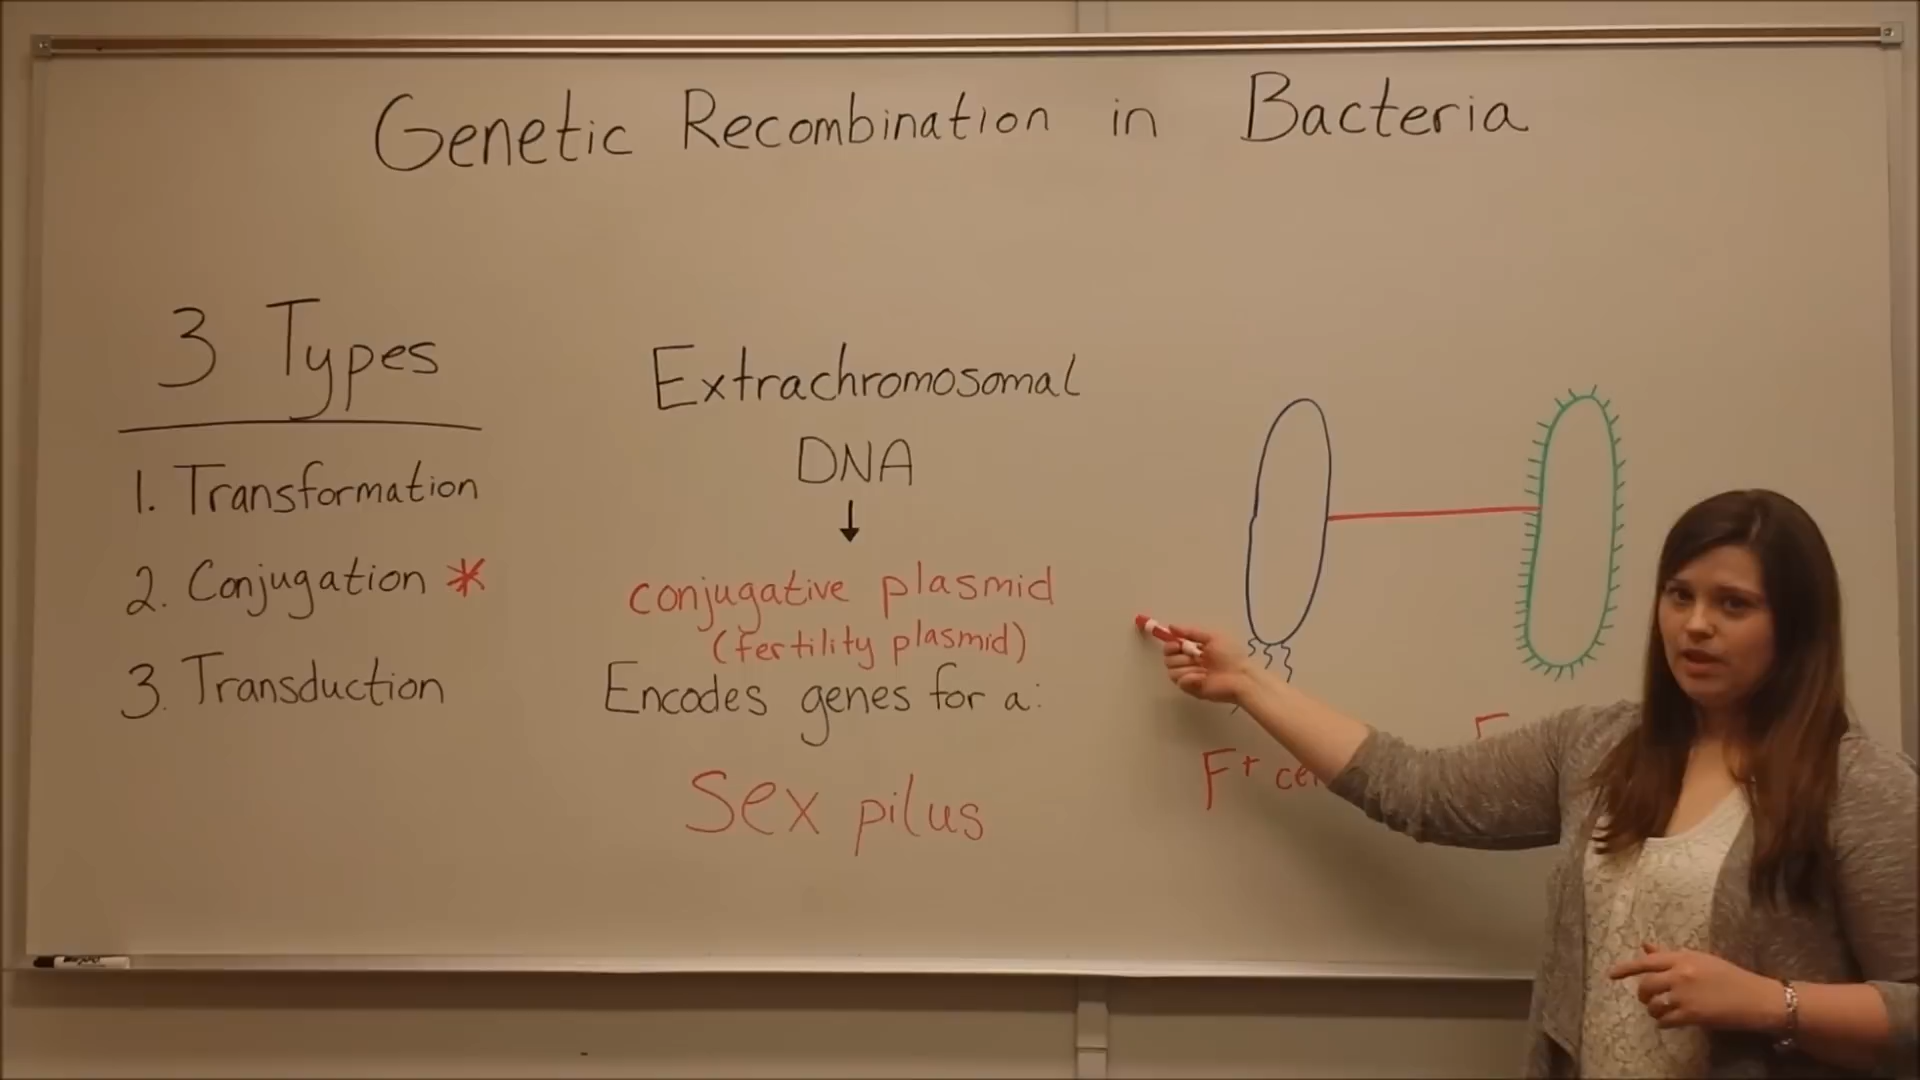 Genetic Recombination in Bacteria
3 Types
1. Transformation
2. Conjugation *
3. Transduction
Extrachromosomal
DNA
↓
conjugative plasmid
(fertility plasmid)
Encodes genes for a:
Sex pilus
F+